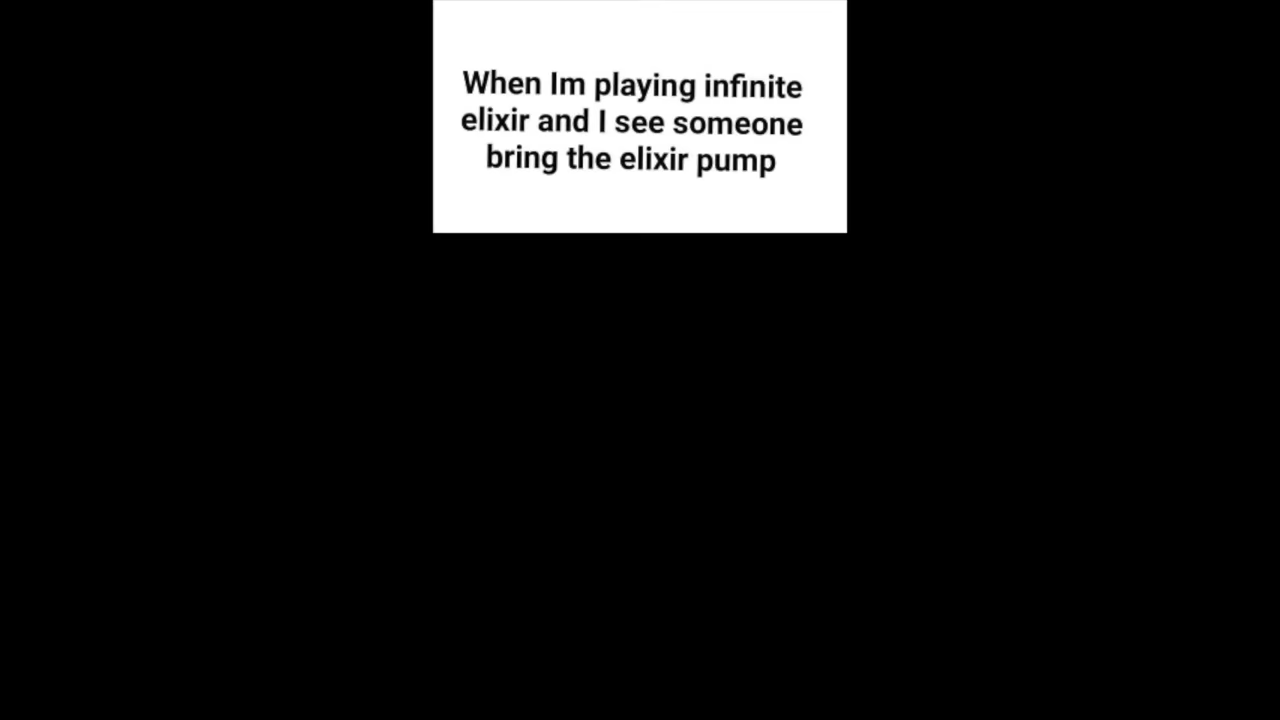 When Im playing infinite
elixir and I see someone
bring the elixir pump